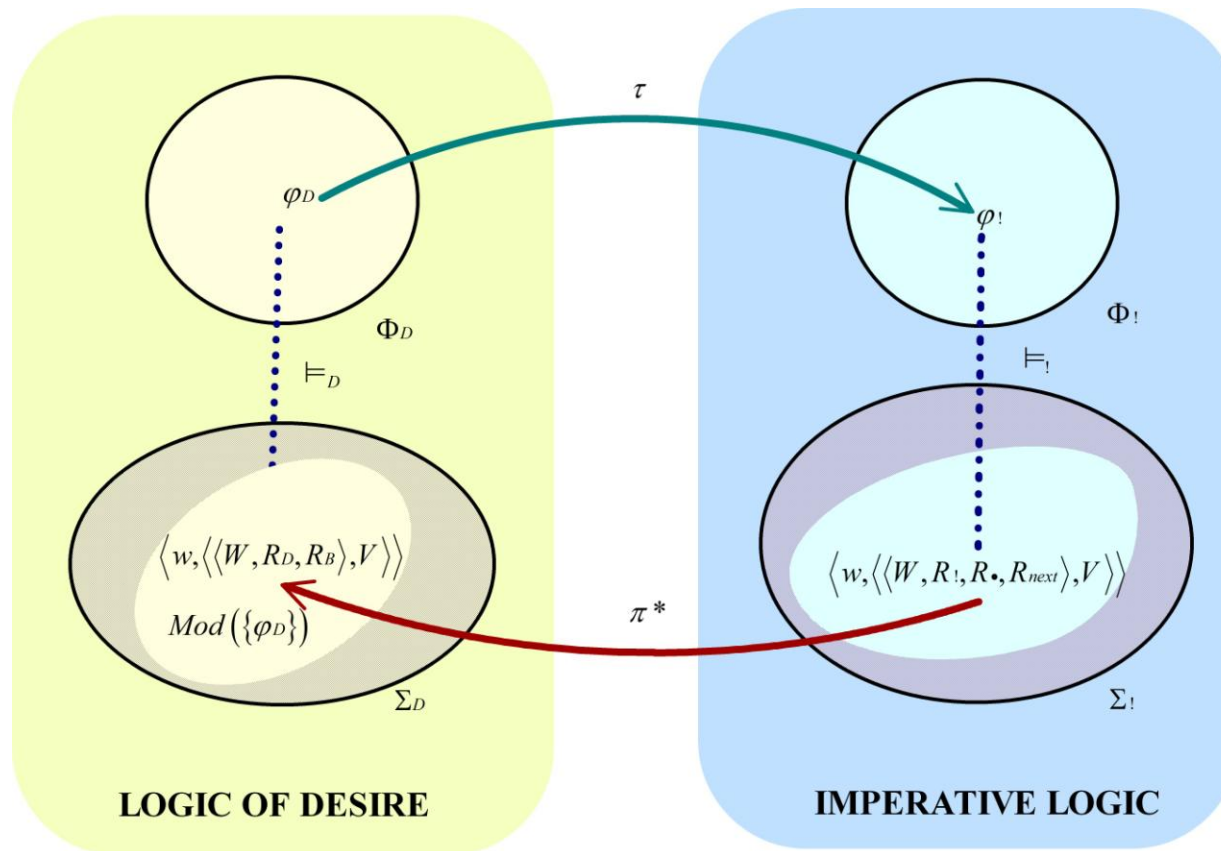 τ
φD
φ!
ΦD
Φ!
⊨D
⊨!
⟨w,⟨⟨W,RD,RB⟩,V⟩⟩
Mod({φD})
⟨w,⟨⟨W,R!,R•,Rnext⟩,V⟩⟩
π*
ΣD
Σ!
LOGIC OF DESIRE
IMPERATIVE LOGIC